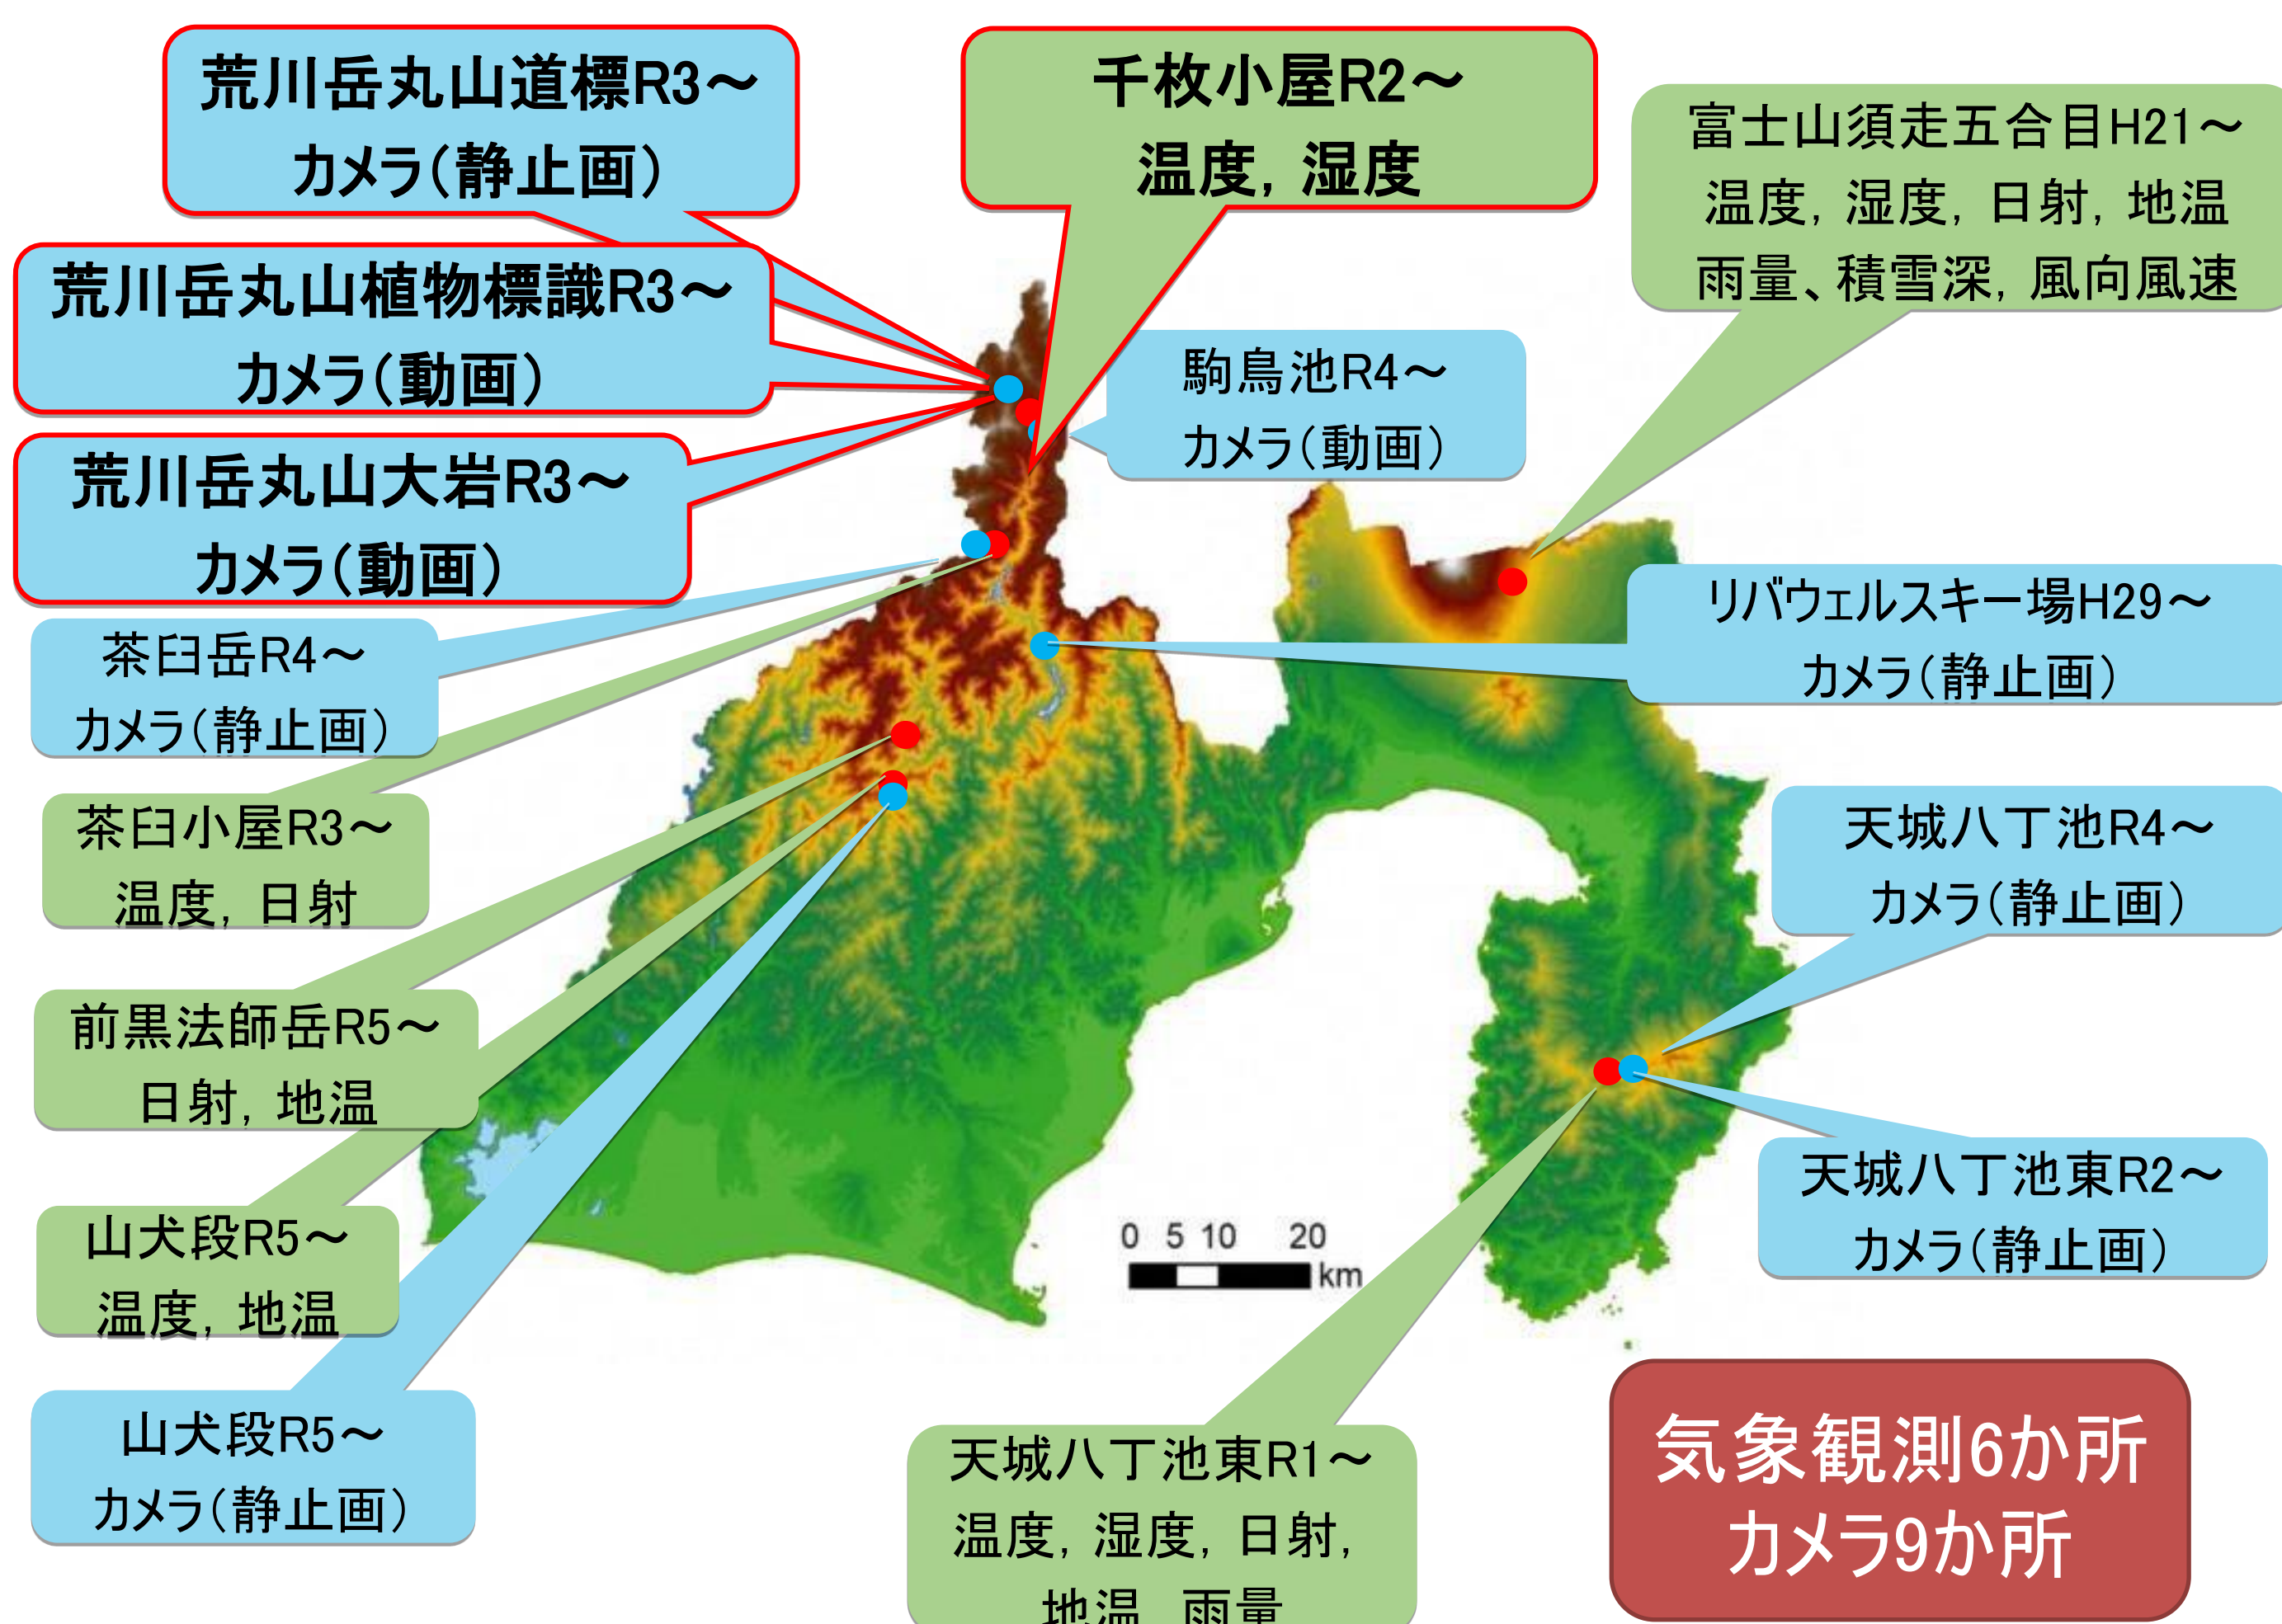 荒川岳丸山道標R3～
カメラ（静止画）
千枚小屋R2～
温度，湿度
富士山須走五合目H21～
温度，湿度，日射，地温
雨量、積雪深，風向風速
荒川岳丸山植物標識R3～
カメラ（動画）
駒鳥池R4～
カメラ（動画）
荒川岳丸山大岩R3～
カメラ（動画）
リバウェルスキー場H29～
カメラ（静止画）
茶臼岳R4～
カメラ（静止画）
茶臼小屋R3～
温度，日射
天城八丁池R4～
カメラ（静止画）
前黒法師岳R5～
日射，地温
天城八丁池東R2～
カメラ（静止画）
山犬段R5～
温度，地温
0 5 10 20
km
山犬段R5～
カメラ（静止画）
天城八丁池東R1～
温度，湿度，日射，
地温 雨量
気象観測6か所
カメラ9か所